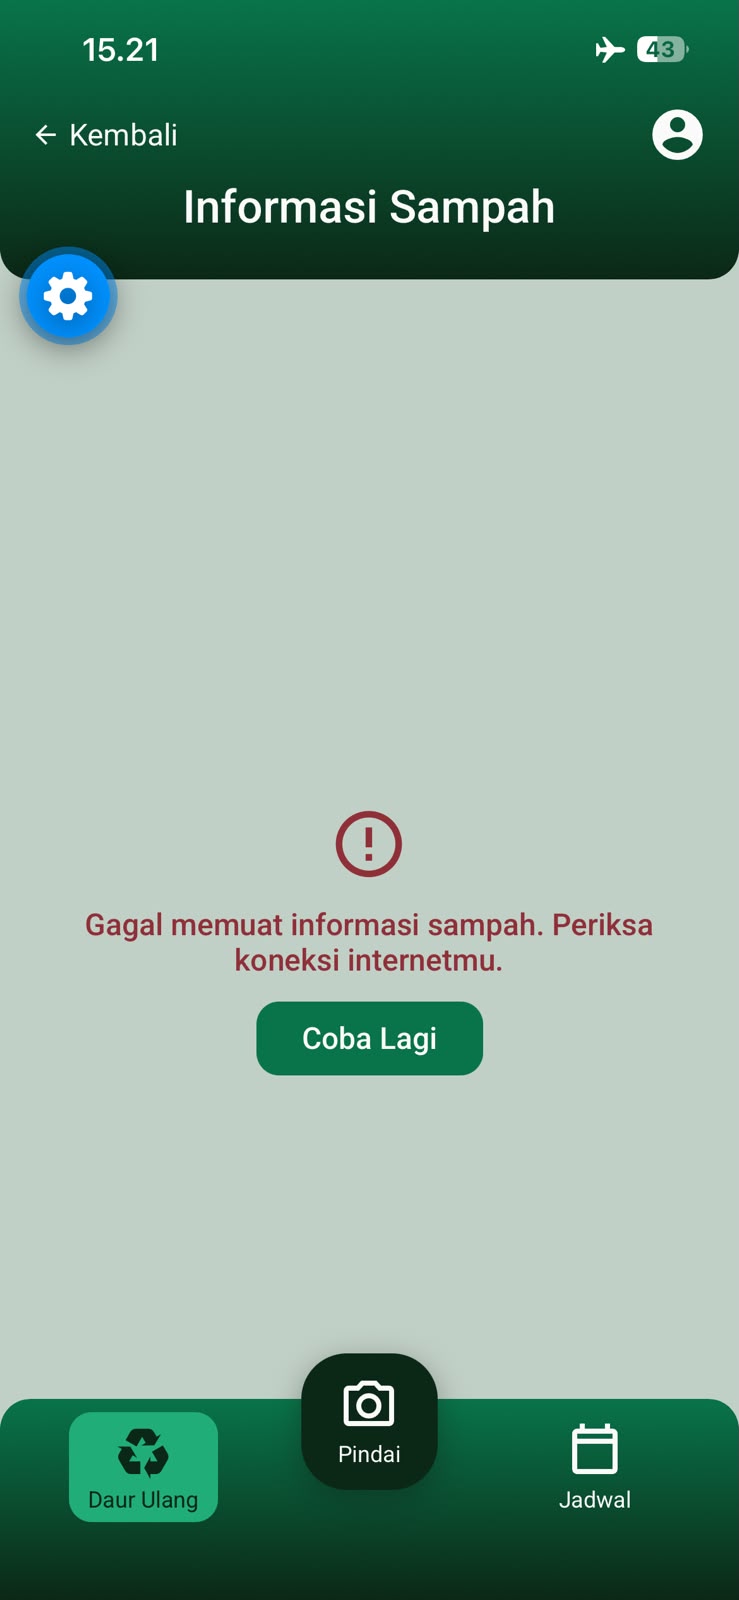 15.21
43
Kembali
Informasi Sampah
Gagal memuat informasi sampah. Periksa
koneksi internetmu.
Coba Lagi
Pindai
Daur Ulang
Jadwal